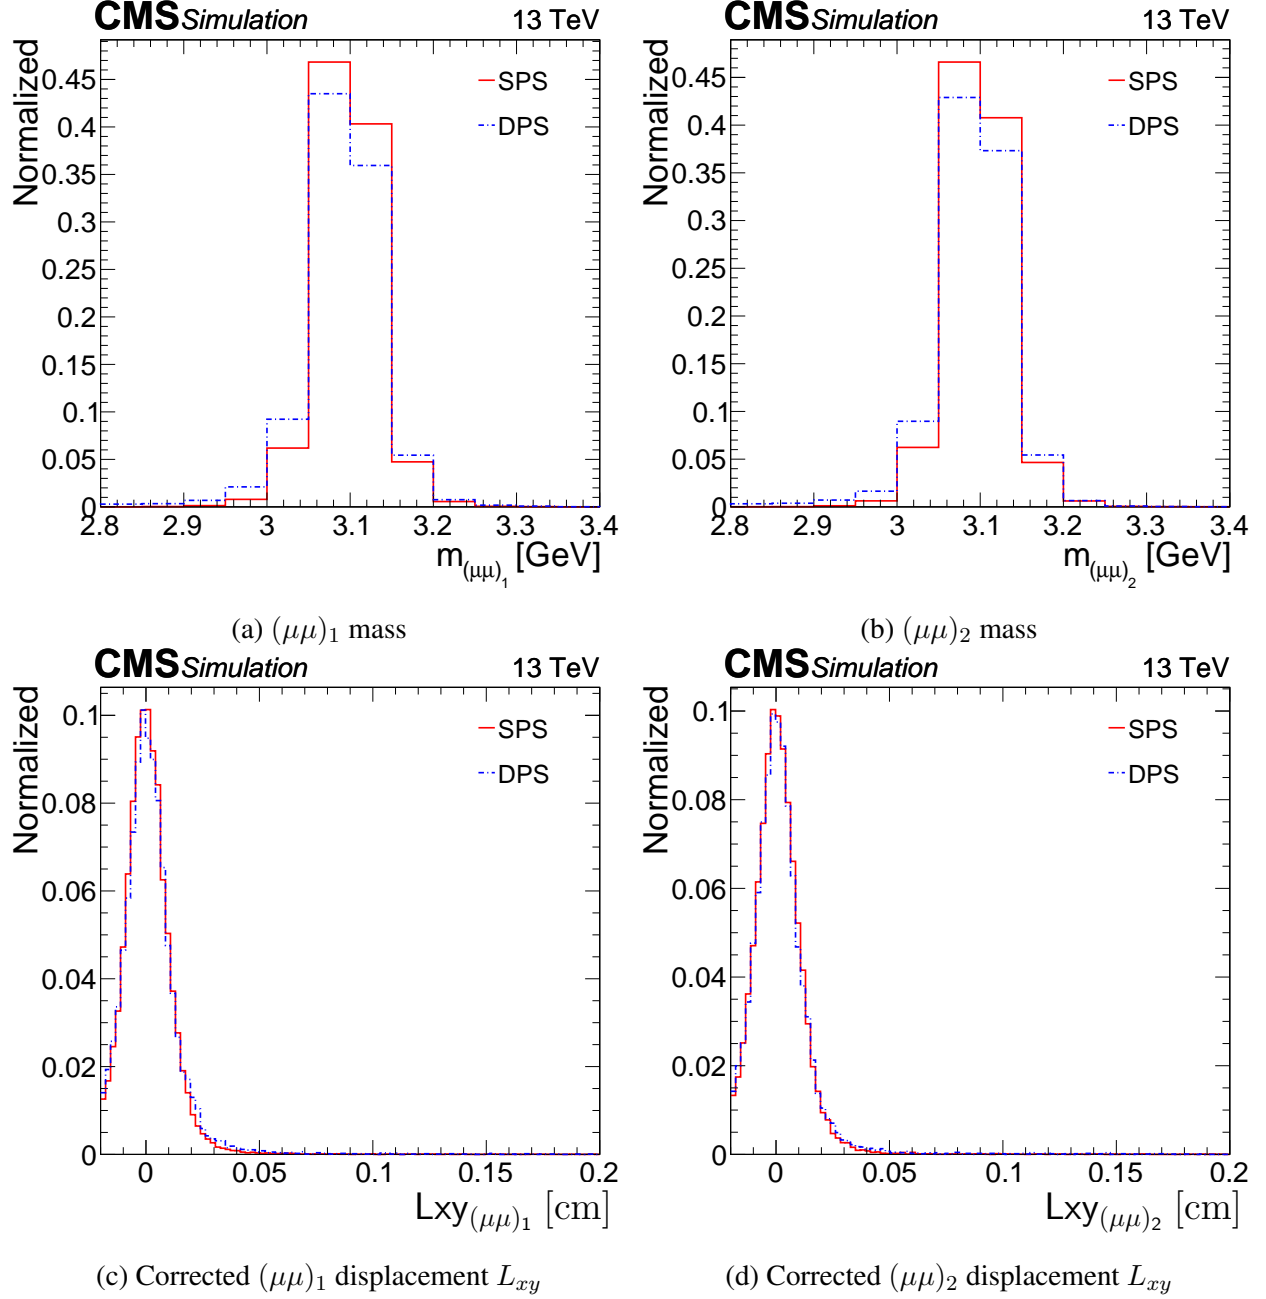 CMS Simulation 13 TeV
Normalized
SPS
DPS
0.45
0.4
0.35
0.3
0.25
0.2
0.15
0.1
0.05
0
2.8 2.9 3 3.1 3.2 3.3 3.4
m(μμ)1 [GeV]
(a) (μμ)1 mass
CMS Simulation 13 TeV
Normalized
SPS
DPS
0.45
0.4
0.35
0.3
0.25
0.2
0.15
0.1
0.05
0
2.8 2.9 3 3.1 3.2 3.3 3.4
m(μμ)2 [GeV]
(b) (μμ)2 mass
CMS Simulation 13 TeV
Normalized
SPS
DPS
0.1
0.08
0.06
0.04
0.02
0
0 0.05 0.1 0.15 0.2
Lxy(μμ)1 [cm]
(c) Corrected (μμ)1 displacement Lxy
CMS Simulation 13 TeV
Normalized
SPS
DPS
0.1
0.08
0.06
0.04
0.02
0
0 0.05 0.1 0.15 0.2
Lxy(μμ)2 [cm]
(d) Corrected (μμ)2 displacement Lxy